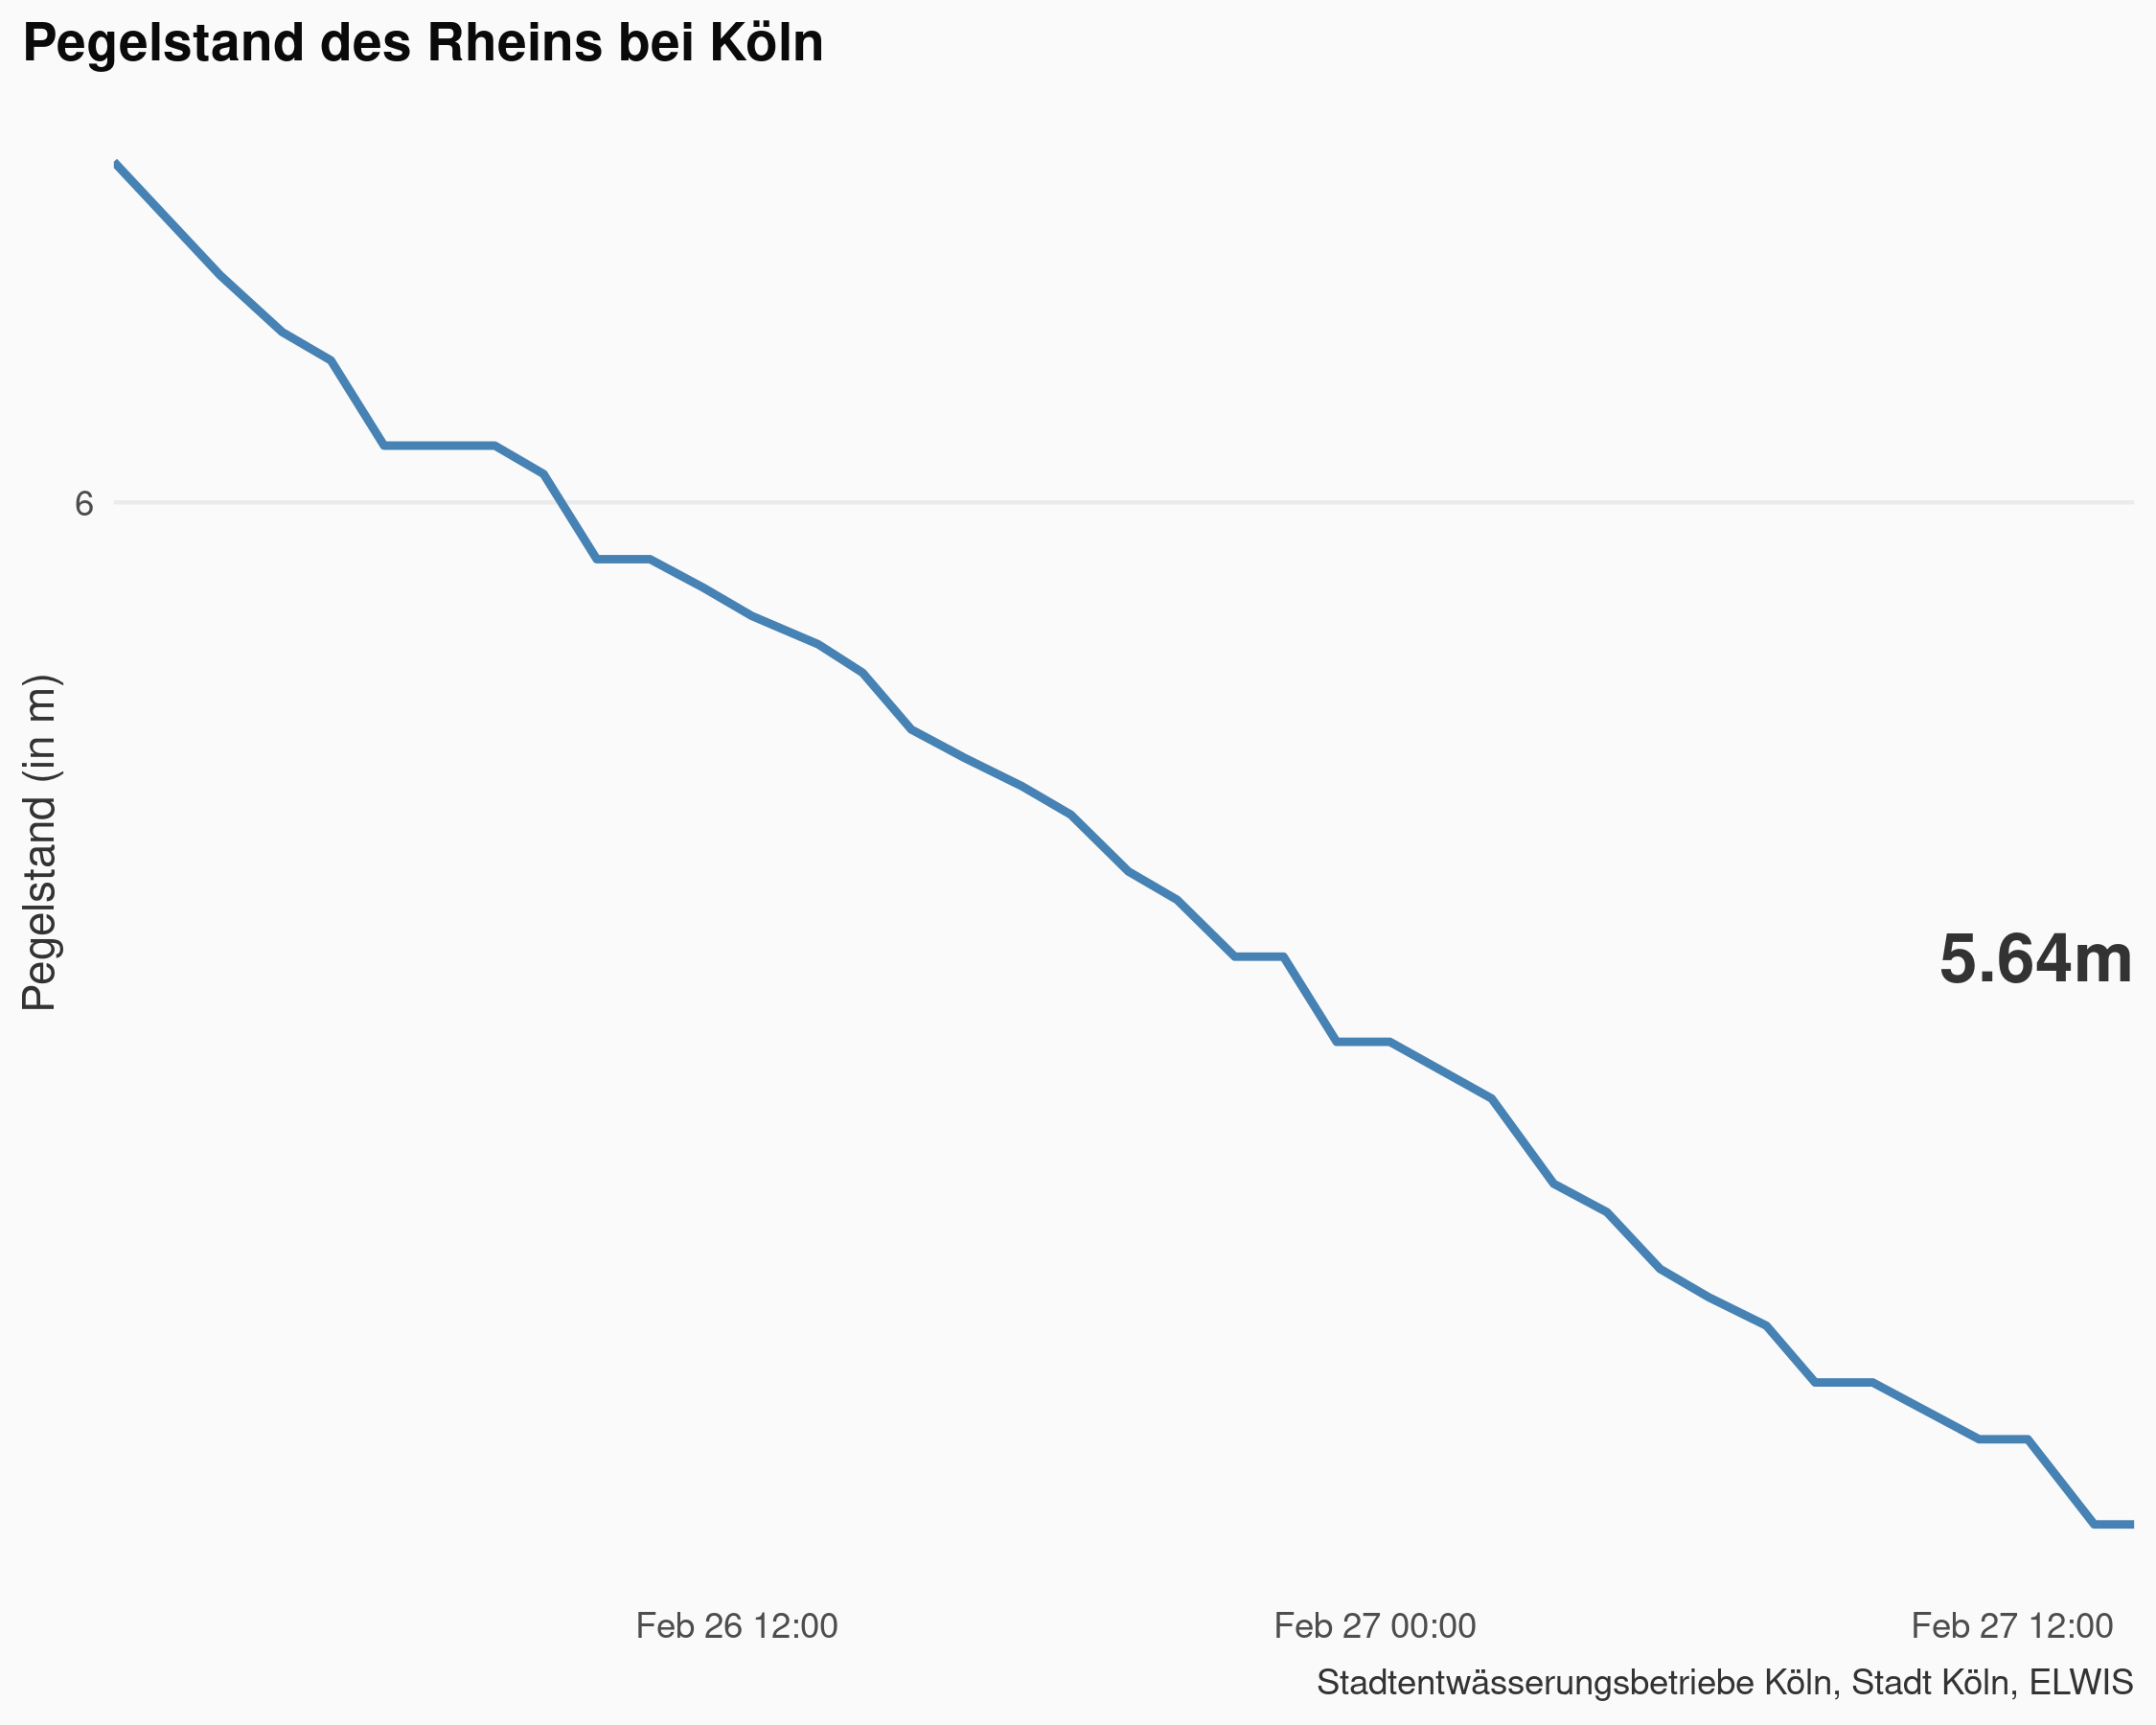 Pegelstand des Rheins bei Köln
6
Pegelstand (in m)
5.64m
Feb 26 12:00
Feb 27 00:00
Feb 27 12:00
Stadtentwässerungsbetriebe Köln, Stadt Köln, ELWIS